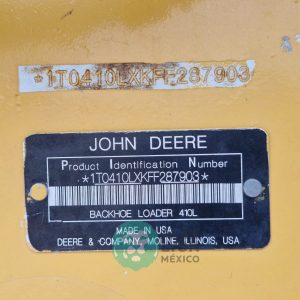 *1T0410LXKFF287903
JOHN DEERE
Product Identification Number
*1T0410LXKFF287903*
BACKHOE LOADER 410L
MADE IN USA
DEERE & COMPANY, MOLINE, ILLINOIS, USA
MÉXICO